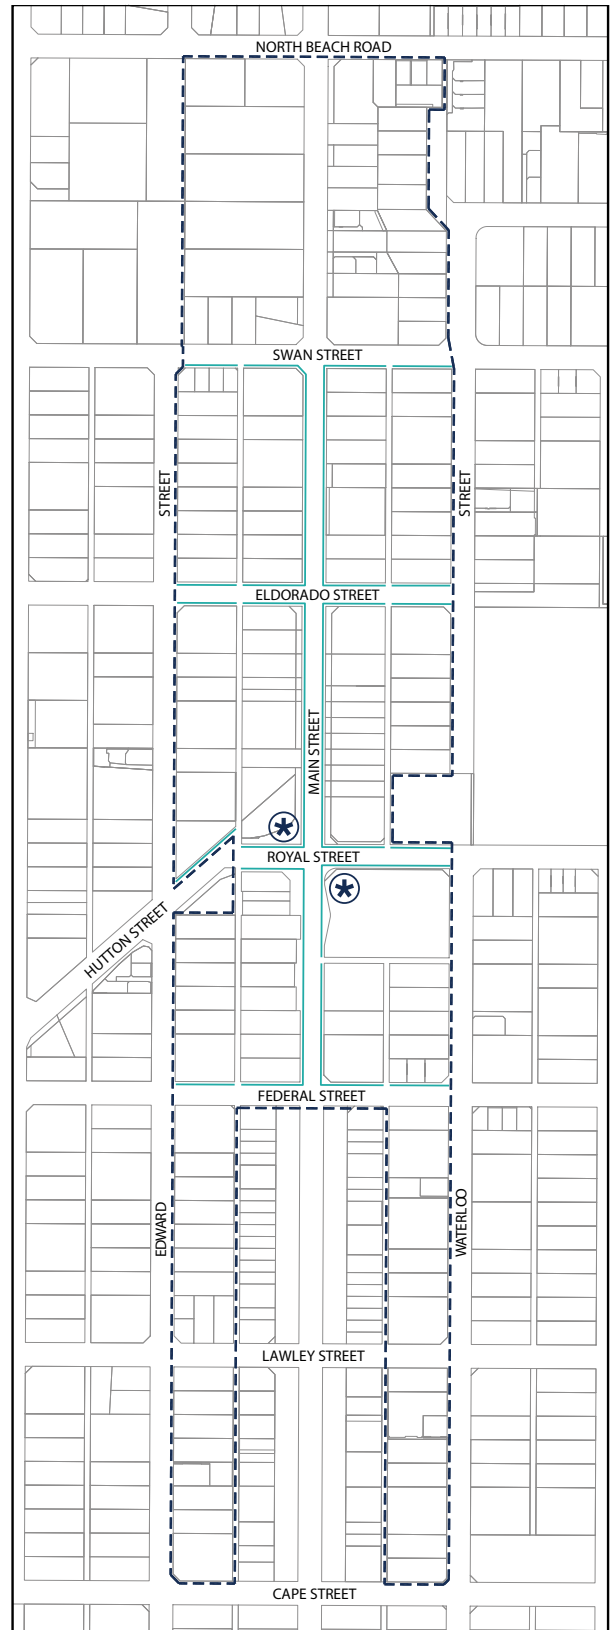 NORTH BEACH ROAD
SWAN STREET
STREET
STREET
ELDORADO STREET
MAIN STREET
*
ROYAL STREET
*
HUTTON STREET
FEDERAL STREET
EDWARD
WATERLOO
LAWLEY STREET
CAPE STREET